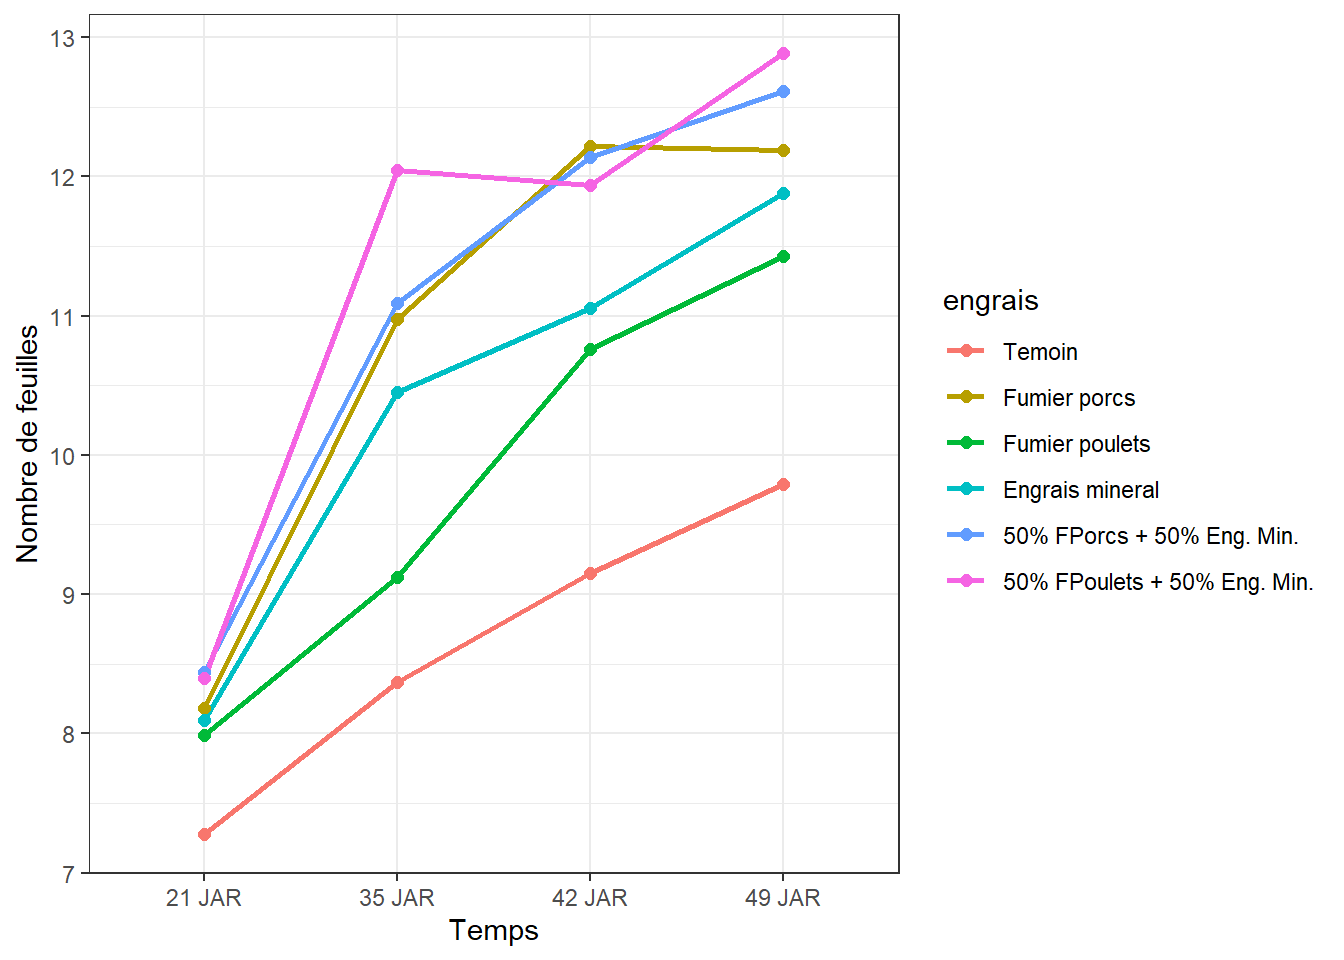 13
12
11
10
9
8
7
Nombre de feuilles
21 JAR
35 JAR
42 JAR
49 JAR
Temps
engrais
Temoin
Fumier porcs
Fumier poulets
Engrais mineral
50% FPorcs + 50% Eng. Min.
50% FPoulets + 50% Eng. Min.